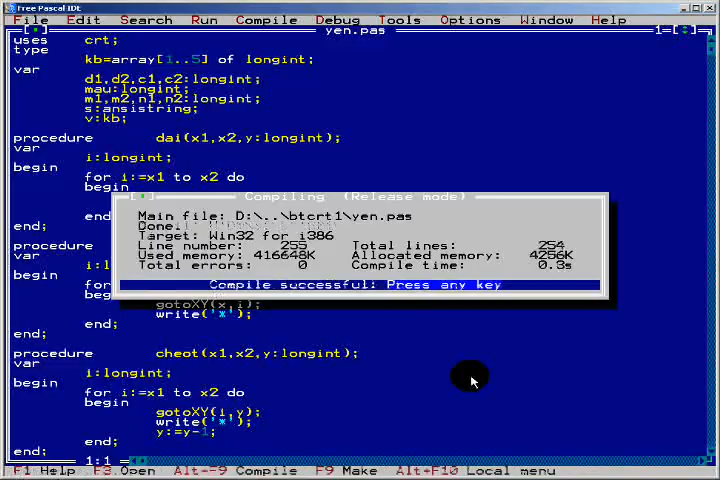 Free Pascal IDE
File Edit Search Run Compile Debug Tools Options Window Help
yen.pas 1
uses crt;
type
kb=array[1..5] of longint;
var
d1,d2,c1,c2:longint;
mau:longint;
m1,m2,n1,n2:longint;
s:ansistring;
v:kb;
procedure dai(x1,x2,y:longint);
var
i:longint;
begin
for i:=x1 to x2 do
begin
end;
end;
Compiling (Release mode)
Main file: D:\..\btcrt1\yen.pas
Done
Target: Win32 for i386
Line number: 255 Total lines: 254
Used memory: 416648K Allocated memory: 4256K
Total errors: 0 Compile time: 0.3s
Compile successful: Press any key
procedure
var
begin
gotoXY(x,i);
write('*');
end;
end;
procedure cheot(x1,x2,y:longint);
var
i:longint;
begin
for i:=x1 to x2 do
begin
gotoXY(i,y);
write('*');
y:=y-1;
end;
end;
1:1
F1 Help F3 Open Alt+F9 Compile F9 Make Alt+F10 Local menu